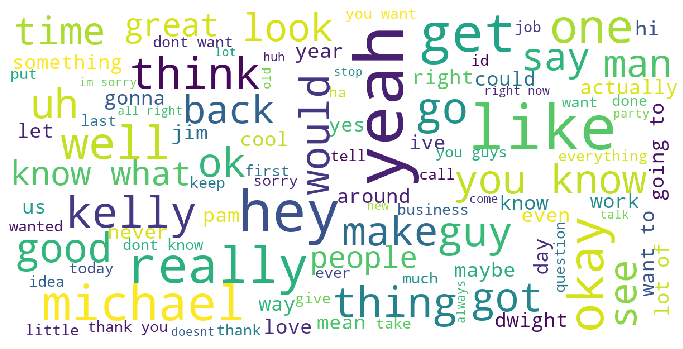 time
great
look
you want
get
one
job
hi
something
dont want
year
yeah
id
say
man
put
lot
huh
think
old
stop
right
could
actually
im sorry
uh
gonna
back
would
ha
go
right now
want
done
party
let
last
all right
jim
cool
yes
tell
ive
like
going to
well
ok
first
you guys
everything
know what
keep
sorry
around
call
you know
us
kelly
pam
hey
new
business
come
know
work
talk
want to
wanted
never
make
guy
even
okay
see
lot of
good
dont know
really
people
day
question
today
ever
much
always
maybe
idea
way
give
thing
got
michael
love
mean
take
dwight
little
thank you
doesnt
thank